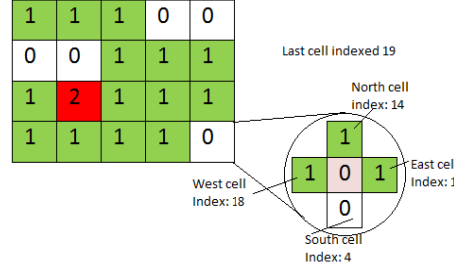 1 1 1 0 0
0 0 1 1 1
1 2 1 1 1
1 1 1 1 0
Last cell indexed 19
North cell
index: 14
1
1 0 1
0
East cell
Index: 1
West cell
Index: 18
South cell
Index: 4